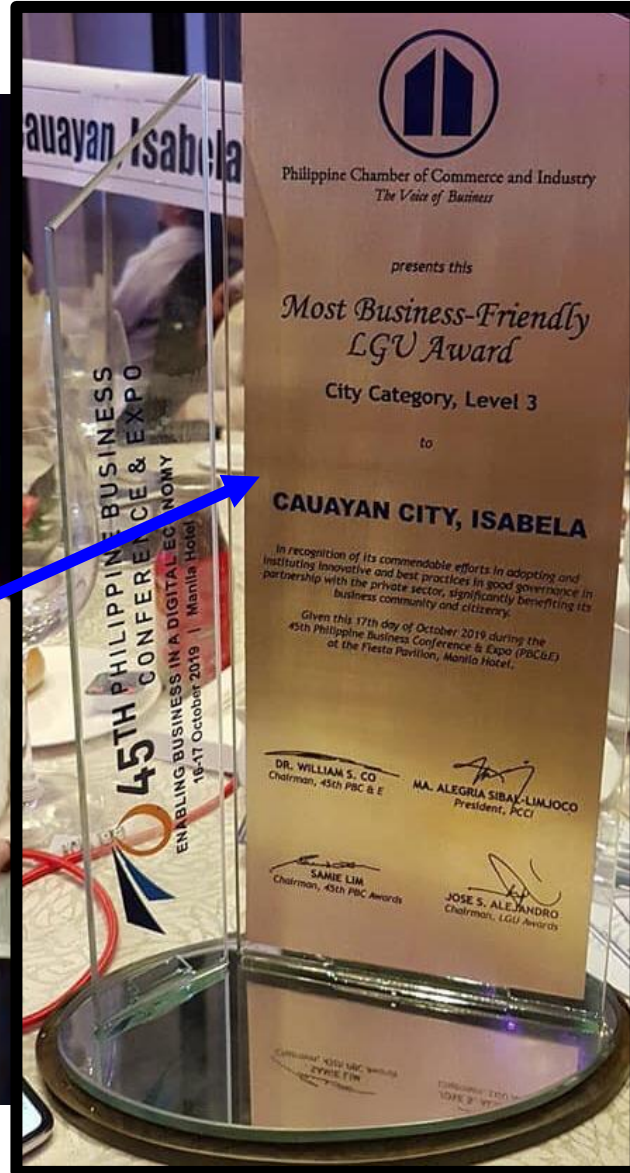 auayan, Isabela
Philippine Chamber of Commerce and Industry
The Voice of Business
presents this
Most Business-Friendly
LGU Award
City Category, Level 3
to
CAUAYAN CITY, ISABELA
In recognition of its commendable efforts in adopting and
instituting innovative and best practices in good governance in
partnership with the private sector, significantly benefiting its
business community and citizenry.
Given this 17th day of October 2019 during the
45th Philippine Business Conference & Expo (PBC&E)
at the Fiesta Pavilion, Manila Hotel.
DR. WILLIAM S. CO
Chairman, 45th PBC & E
MA. ALEGRIA SIBAL-LIMJOCO
President, PCCI
SAMIE LIM
Chairman, 45th PBC Awards
JOSE S. ALEJANDRO
Chairman, LGU Awards
45TH PHILIPPINE BUSINESS
CONFERENCE & EXPO
ENABLING BUSINESS IN A DIGITAL ECONOMY
16-17 October 2019 | Manila Hotel